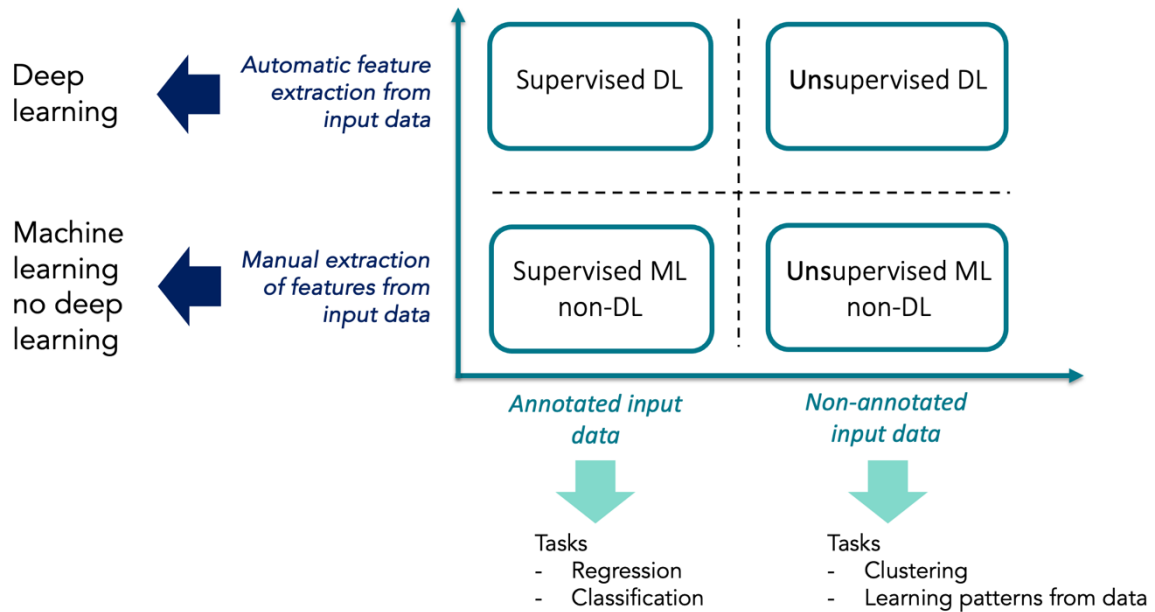 Deep
learning
Automatic feature
extraction from
input data
Supervised DL
Unsupervised DL
Machine
learning
no deep
learning
Manual extraction
of features from
input data
Supervised ML
non-DL
Unsupervised ML
non-DL
Annotated input
data
Non-annotated
input data
Tasks
- Regression
- Classification
Tasks
- Clustering
- Learning patterns from data